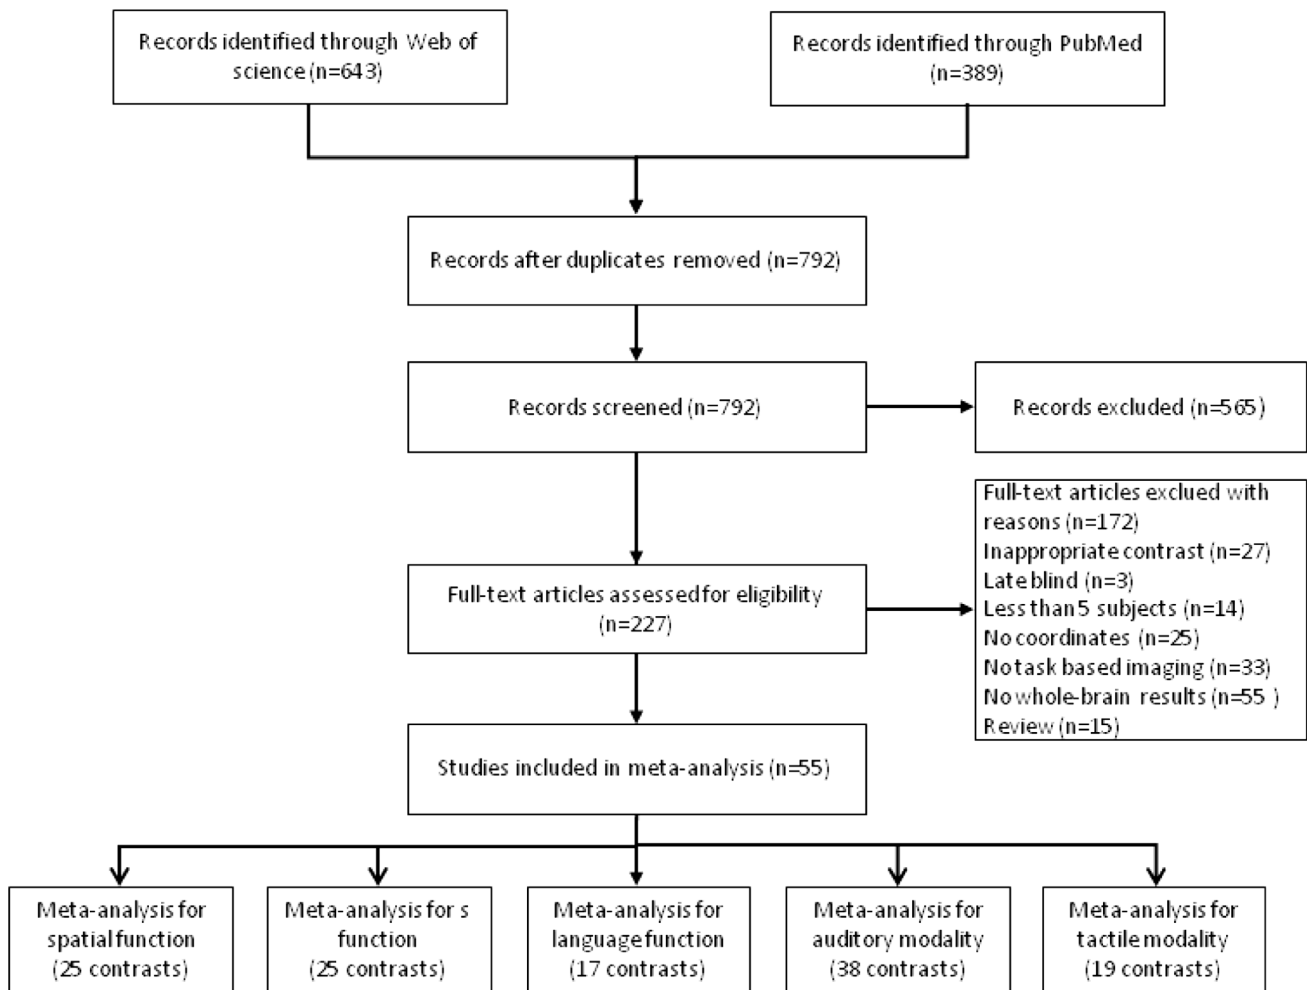 Records identified through Web of
science (n=643)
Records identified through PubMed
(n=389)
Records after duplicates removed (n=792)
Records screened (n=792)
Records excluded (n=565)
Full-text articles assessed for eligibility
(n=227)
Full-text articles exclued with
reasons (n=172)
Inappropriate contrast (n=27)
Late blind (n=3)
Less than 5 subjects (n=14)
No coordinates (n=25)
No task based imaging (n=33)
No whole-brain results (n=55 )
Review (n=15)
Studies included in meta-analysis (n=55)
Meta-analysis for
spatial function
(25 contrasts)
Meta-analysis for s
function
(25 contrasts)
Meta-analysis for
language function
(17 contrasts)
Meta-analysis for
auditory modality
(38 contrasts)
Meta-analysis for
tactile modality
(19 contrasts)